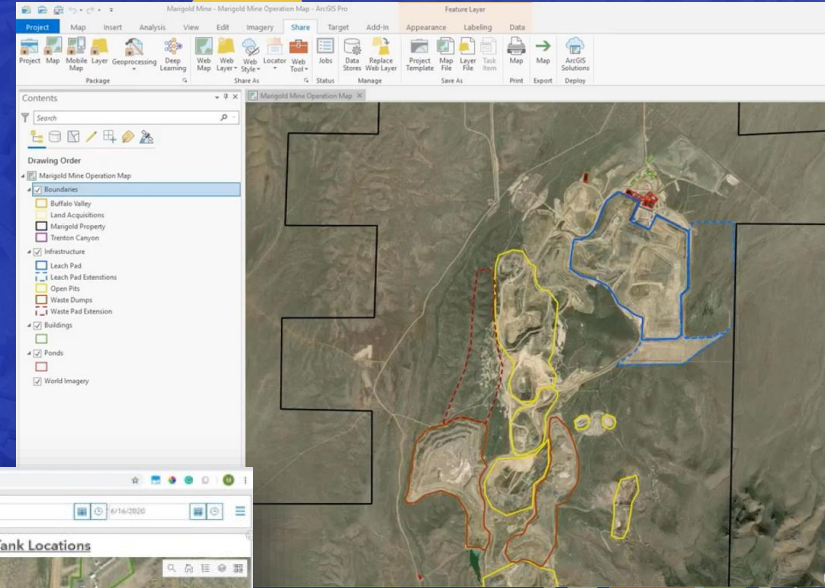 Marigold Mine - Marigold Mine Operation Map - ArcGIS Pro
Feature Layer
Project Map Insert Analysis View Edit Imagery Share Target Add-In Appearance Labeling Data
Project Map Mobile Map Layer Geoprocessing Deep Learning Web Map Web Layer Web Style Locator Web Tool Jobs Data Stores Replace Web Layer Project Template Map File Layer File Task Item Map Map ArcGIS Solutions
Package Share As Status Manage Save As Print Export Deploy
Contents
Marigold Mine Operation Map
Search
Drawing Order
Marigold Mine Operation Map
Boundaries
Buffalo Valley
Land Acquisitions
Marigold Property
Trenton Canyon
Infrastructure
Leach Pad
Leach Pad Extenstions
Open Pits
Waste Dumps
Waste Pad Extension
Buildings
Ponds
World Imagery
6/16/2020
Tank Locations